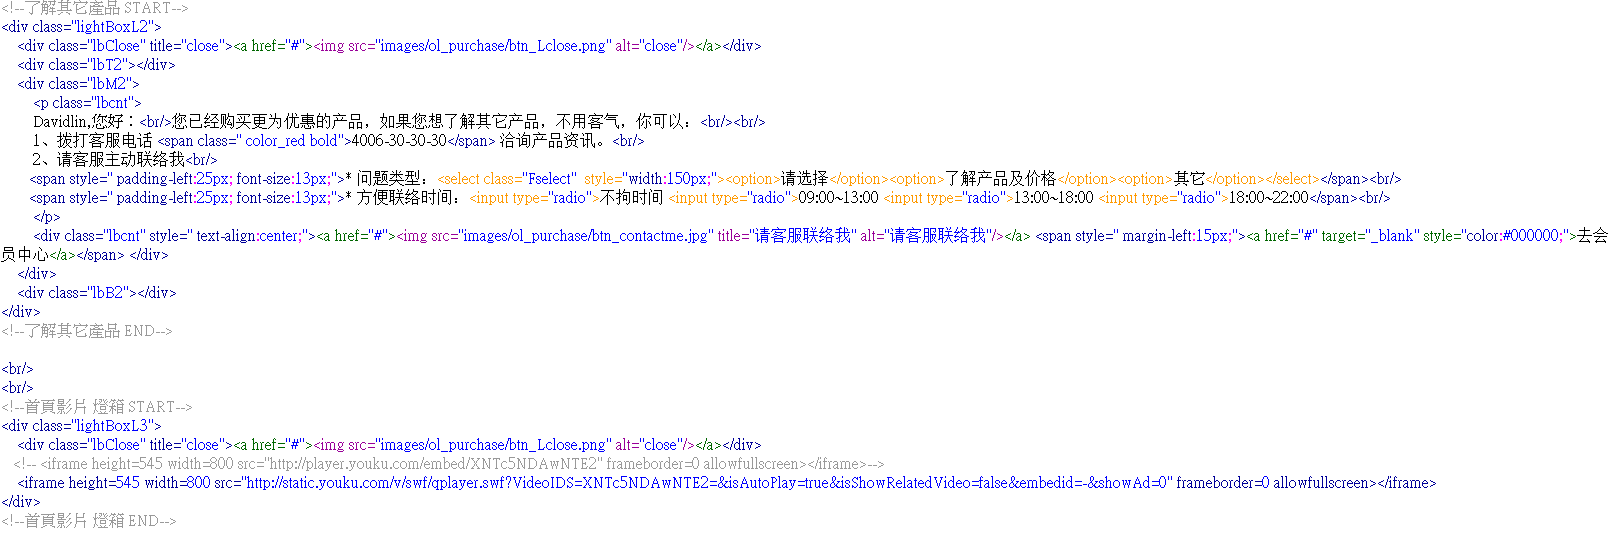 <!--了解其它產品 START-->
<div class="lightBoxL2">
<div class="lbClose" title="close"><a href="#"><img src="images/ol_purchase/btn_Lclose.png" alt="close"/></a></div>
<div class="lbT2"></div>
<div class="lbM2">
<p class="lbcnt">
Davidlin,您好：<br/>您已经购买更为优惠的产品，如果您想了解其它产品，不用客气，你可以：<br/><br/>
1、拨打客服电话 <span class=" color_red bold">4006-30-30-30</span> 洽询产品资讯。<br/>
2、请客服主动联络我<br/>
<span style=" padding-left:25px; font-size:13px;">* 问题类型：<select class="Fselect"  style="width:150px;"><option>请选择</option><option>了解产品及价格</option><option>其它</option></select></span><br/>
<span style=" padding-left:25px; font-size:13px;">* 方便联络时间：<input type="radio">不拘时间 <input type="radio">09:00~13:00 <input type="radio">13:00~18:00 <input type="radio">18:00~22:00</span><br/>
</p>
<div class="lbcnt" style=" text-align:center;"><a href="#"><img src="images/ol_purchase/btn_contactme.jpg" title="请客服联络我" alt="请客服联络我"/></a> <span style=" margin-left:15px;"><a href="#" target="_blank" style="color:#000000;">去会
员中心</a></span> </div>
</div>
<div class="lbB2"></div>
</div>
<!--了解其它產品 END-->
<br/>
<br/>
<!--首頁影片 燈箱 START-->
<div class="lightBoxL3">
<div class="lbClose" title="close"><a href="#"><img src="images/ol_purchase/btn_Lclose.png" alt="close"/></a></div>
<!-- <iframe height=545 width=800 src="http://player.youku.com/embed/XNTc5NDAwNTE2" frameborder=0 allowfullscreen></iframe>-->
<iframe height=545 width=800 src="http://static.youku.com/v/swf/qplayer.swf?VideoIDS=XNTc5NDAwNTE2=&isAutoPlay=true&isShowRelatedVideo=false&embedid=-&showAd=0" frameborder=0 allowfullscreen></iframe>
</div>
<!--首頁影片 燈箱 END-->